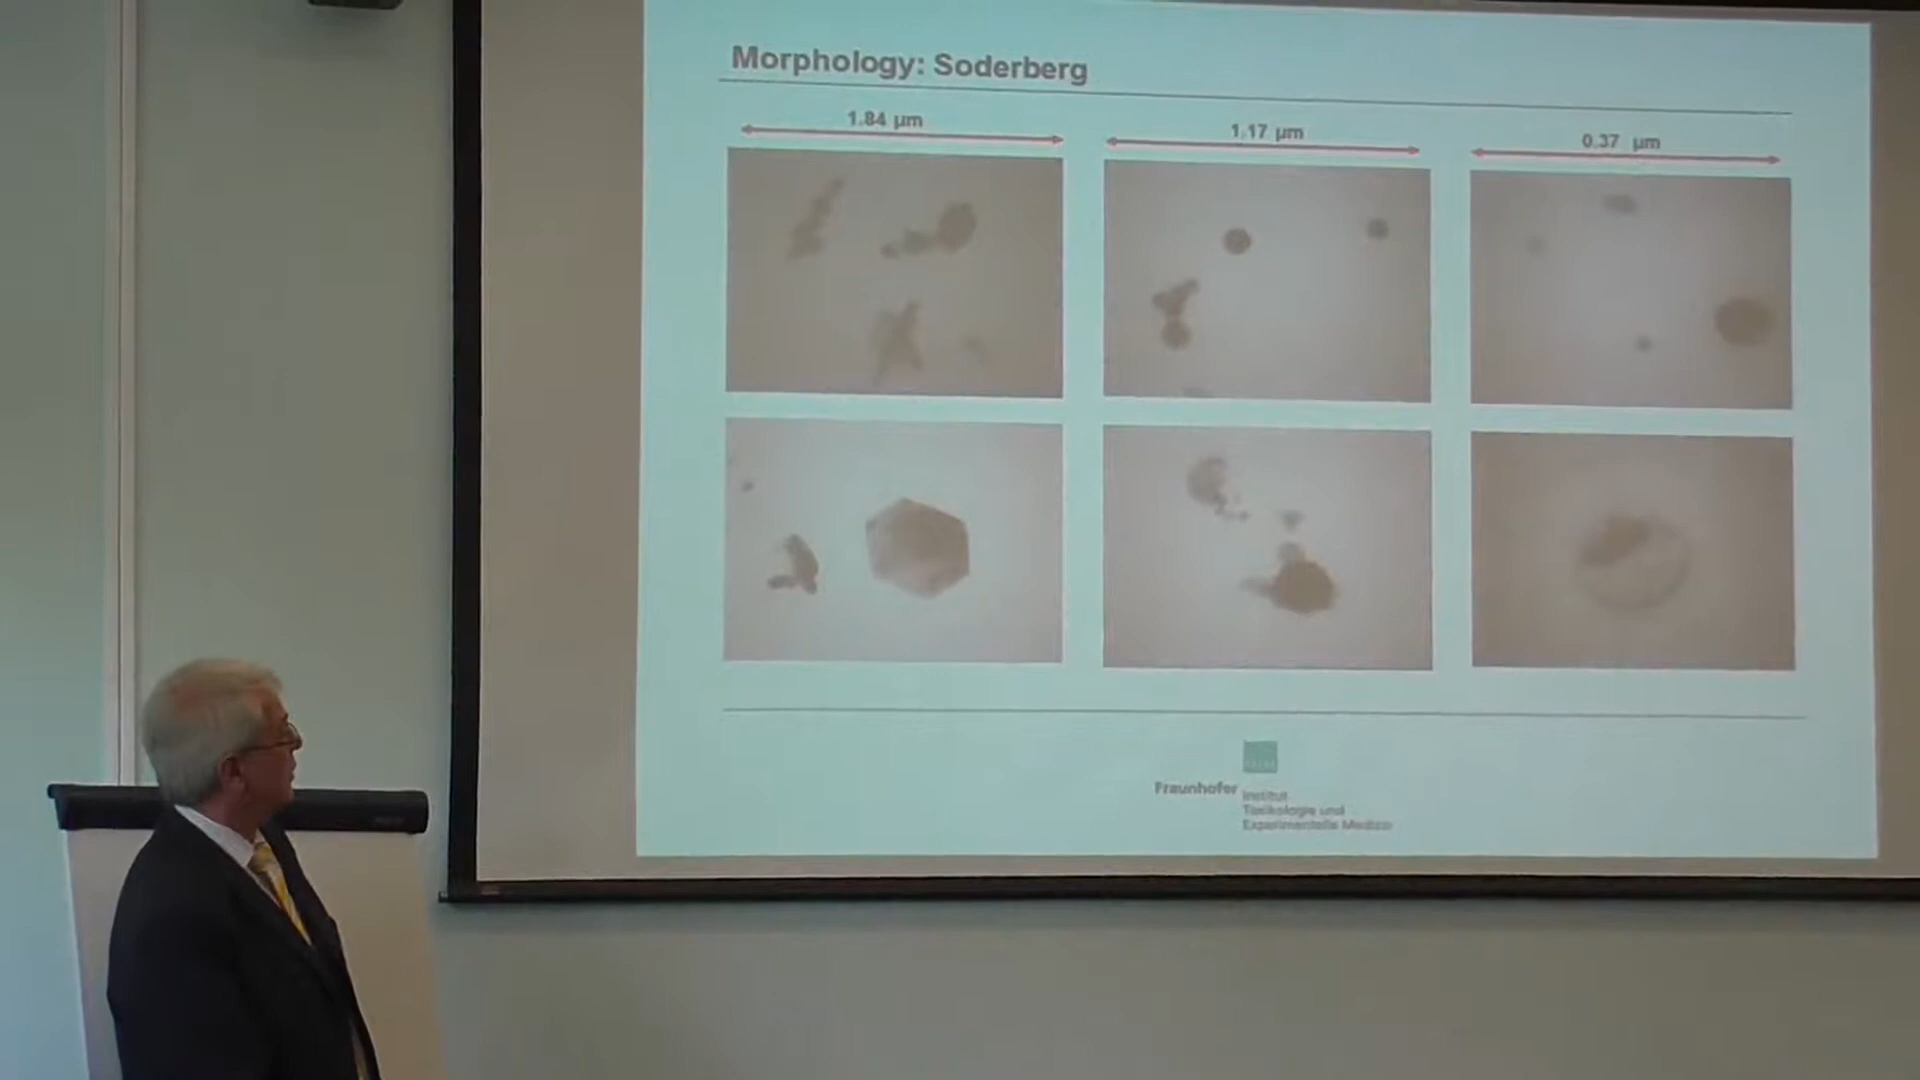 Morphology: Soderberg
1.84 µm
1.17 µm
0.37 µm
Fraunhofer
Institut
Toxikologie und
Experimentelle Medizin